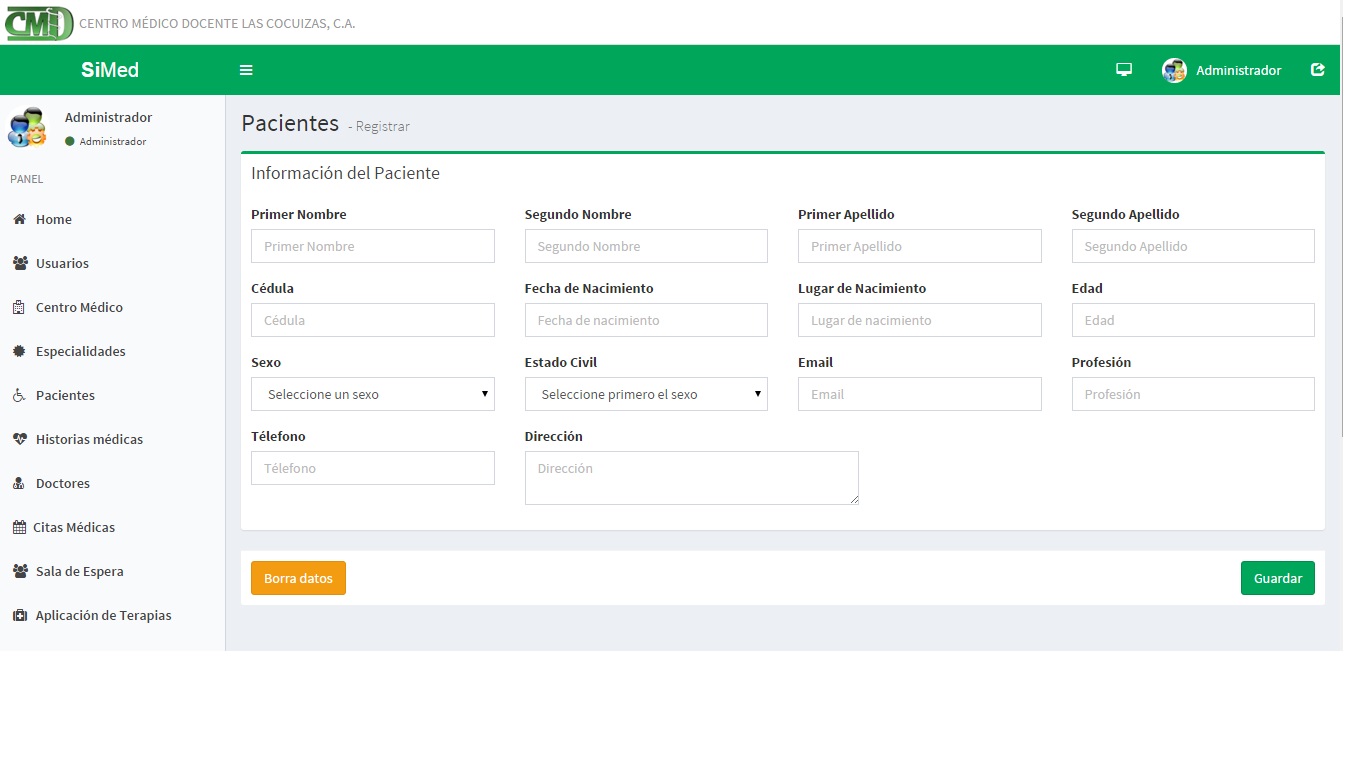 CMD CENTRO MÉDICO DOCENTE LAS COCUIZAS, C.A.
SiMed
Administrador
Administrador
Administrador
PANEL
Home
Usuarios
Centro Médico
Especialidades
Pacientes
Historias médicas
Doctores
Citas Médicas
Sala de Espera
Aplicación de Terapias
Pacientes - Registrar
Información del Paciente
Primer Nombre Segundo Nombre Primer Apellido Segundo Apellido
Primer Nombre Segundo Nombre Primer Apellido Segundo Apellido
Cédula Fecha de Nacimiento Lugar de Nacimiento Edad
Cédula Fecha de nacimiento Lugar de nacimiento Edad
Sexo Estado Civil Email Profesión
Seleccione un sexo Seleccione primero el sexo Email Profesión
Télefono Dirección
Télefono Dirección
Borra datos Guardar